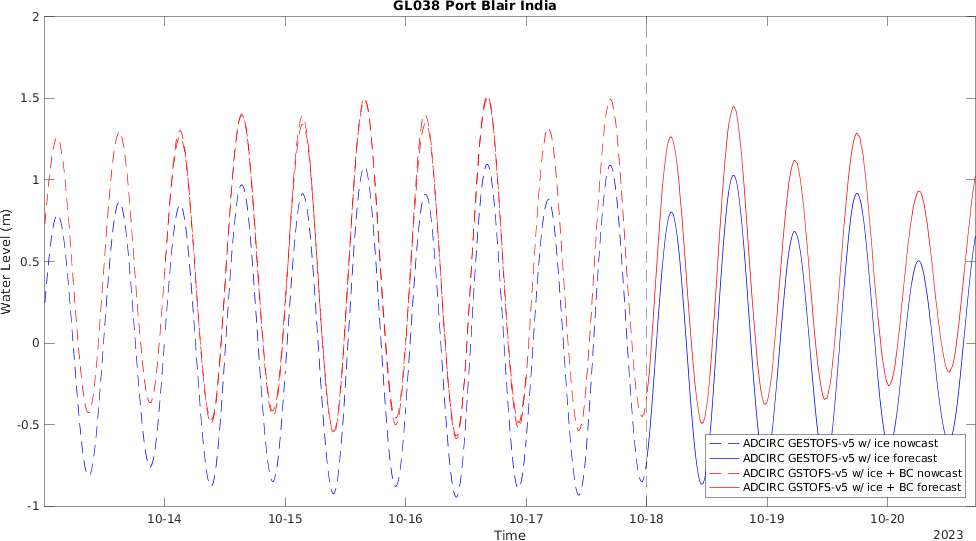 GL038 Port Blair India
2
1.5
1
0.5
0
-0.5
-1
Water Level (m)
10-14
10-15
10-16
10-17
10-18
10-19
10-20
Time
2023
ADCIRC GESTOFS-v5 w/ ice nowcast
ADCIRC GESTOFS-v5 w/ ice forecast
ADCIRC GSTOFS-v5 w/ ice + BC nowcast
ADCIRC GSTOFS-v5 w/ ice + BC forecast